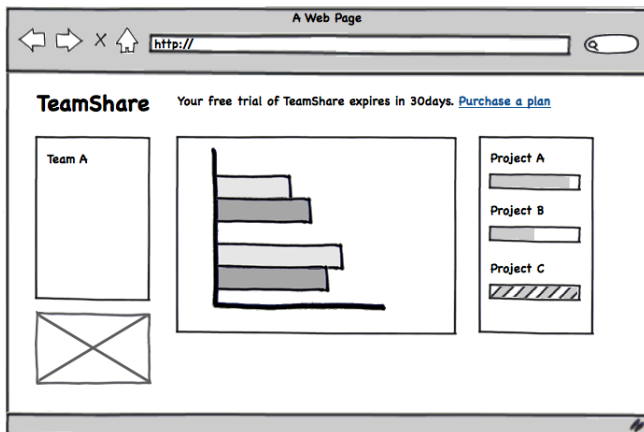 A Web Page
http://
TeamShare
Your free trial of TeamShare expires in 30days. Purchase a plan
Team A
Project A
Project B
Project C